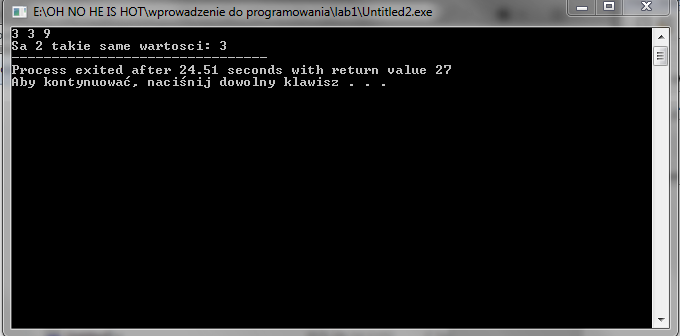 E:\OH NO HE IS HOT\wprowadzenie do programowania\lab1\Untitled2.exe
3 3 9
Sa 2 takie same wartosci: 3
--------------------------------
Process exited after 24.51 seconds with return value 27
Aby kontynuować, naciśnij dowolny klawisz . . .